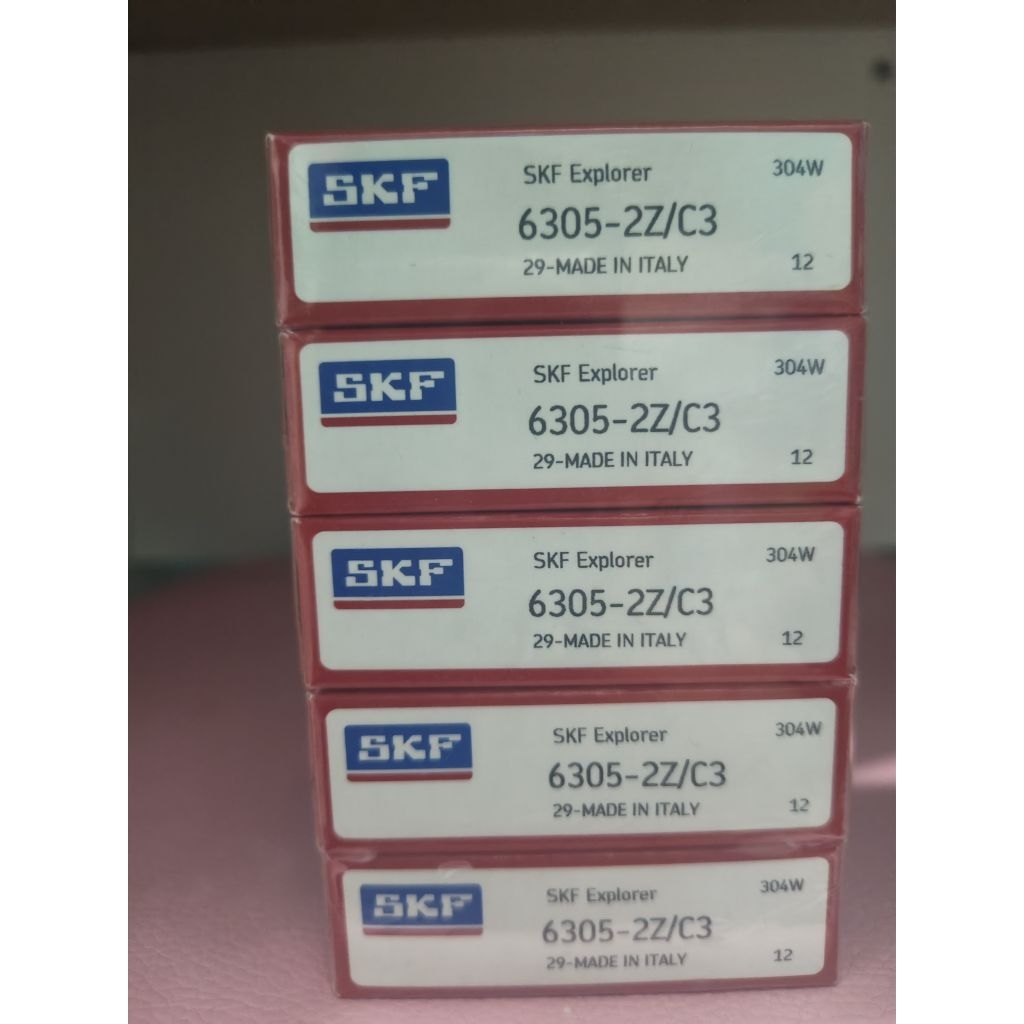 SKF
SKF Explorer 304W
6305-2Z/C3
29-MADE IN ITALY 12
SKF
SKF Explorer 304W
6305-2Z/C3
29-MADE IN ITALY 12
SKF
SKF Explorer 304W
6305-2Z/C3
29-MADE IN ITALY 12
SKF
SKF Explorer 304W
6305-2Z/C3
29-MADE IN ITALY 12
SKF
SKF Explorer 304W
6305-2Z/C3
29-MADE IN ITALY 12